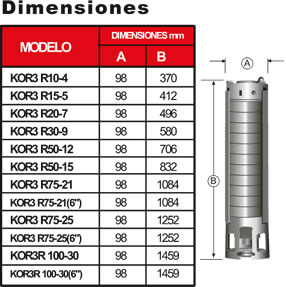 Dimensiones
MODELO
DIMENSIONES mm
A B
KOR3 R10-4 98 370
KOR3 R15-5 98 412
KOR3 R20-7 98 496
KOR3 R30-9 98 580
KOR3 R50-12 98 706
KOR3 R50-15 98 832
KOR3 R75-21 98 1084
KOR3 R75-21(6") 98 1084
KOR3 R75-25 98 1252
KOR3 R75-25(6") 98 1252
KOR3R 100-30 98 1459
KOR3R 100-30(6") 98 1459
A
B